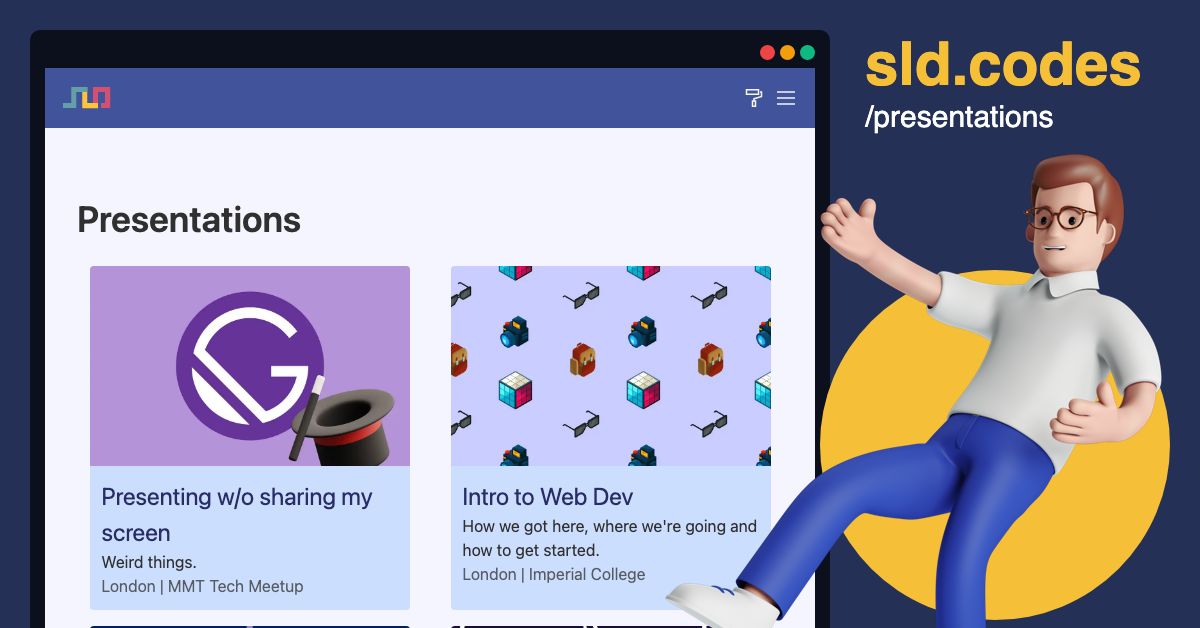 sld.codes
/presentations
Presentations
Presenting w/o sharing my
screen
Weird things.
London | MMT Tech Meetup
Intro to Web Dev
How we got here, where we're going and
how to get started.
London | Imperial College